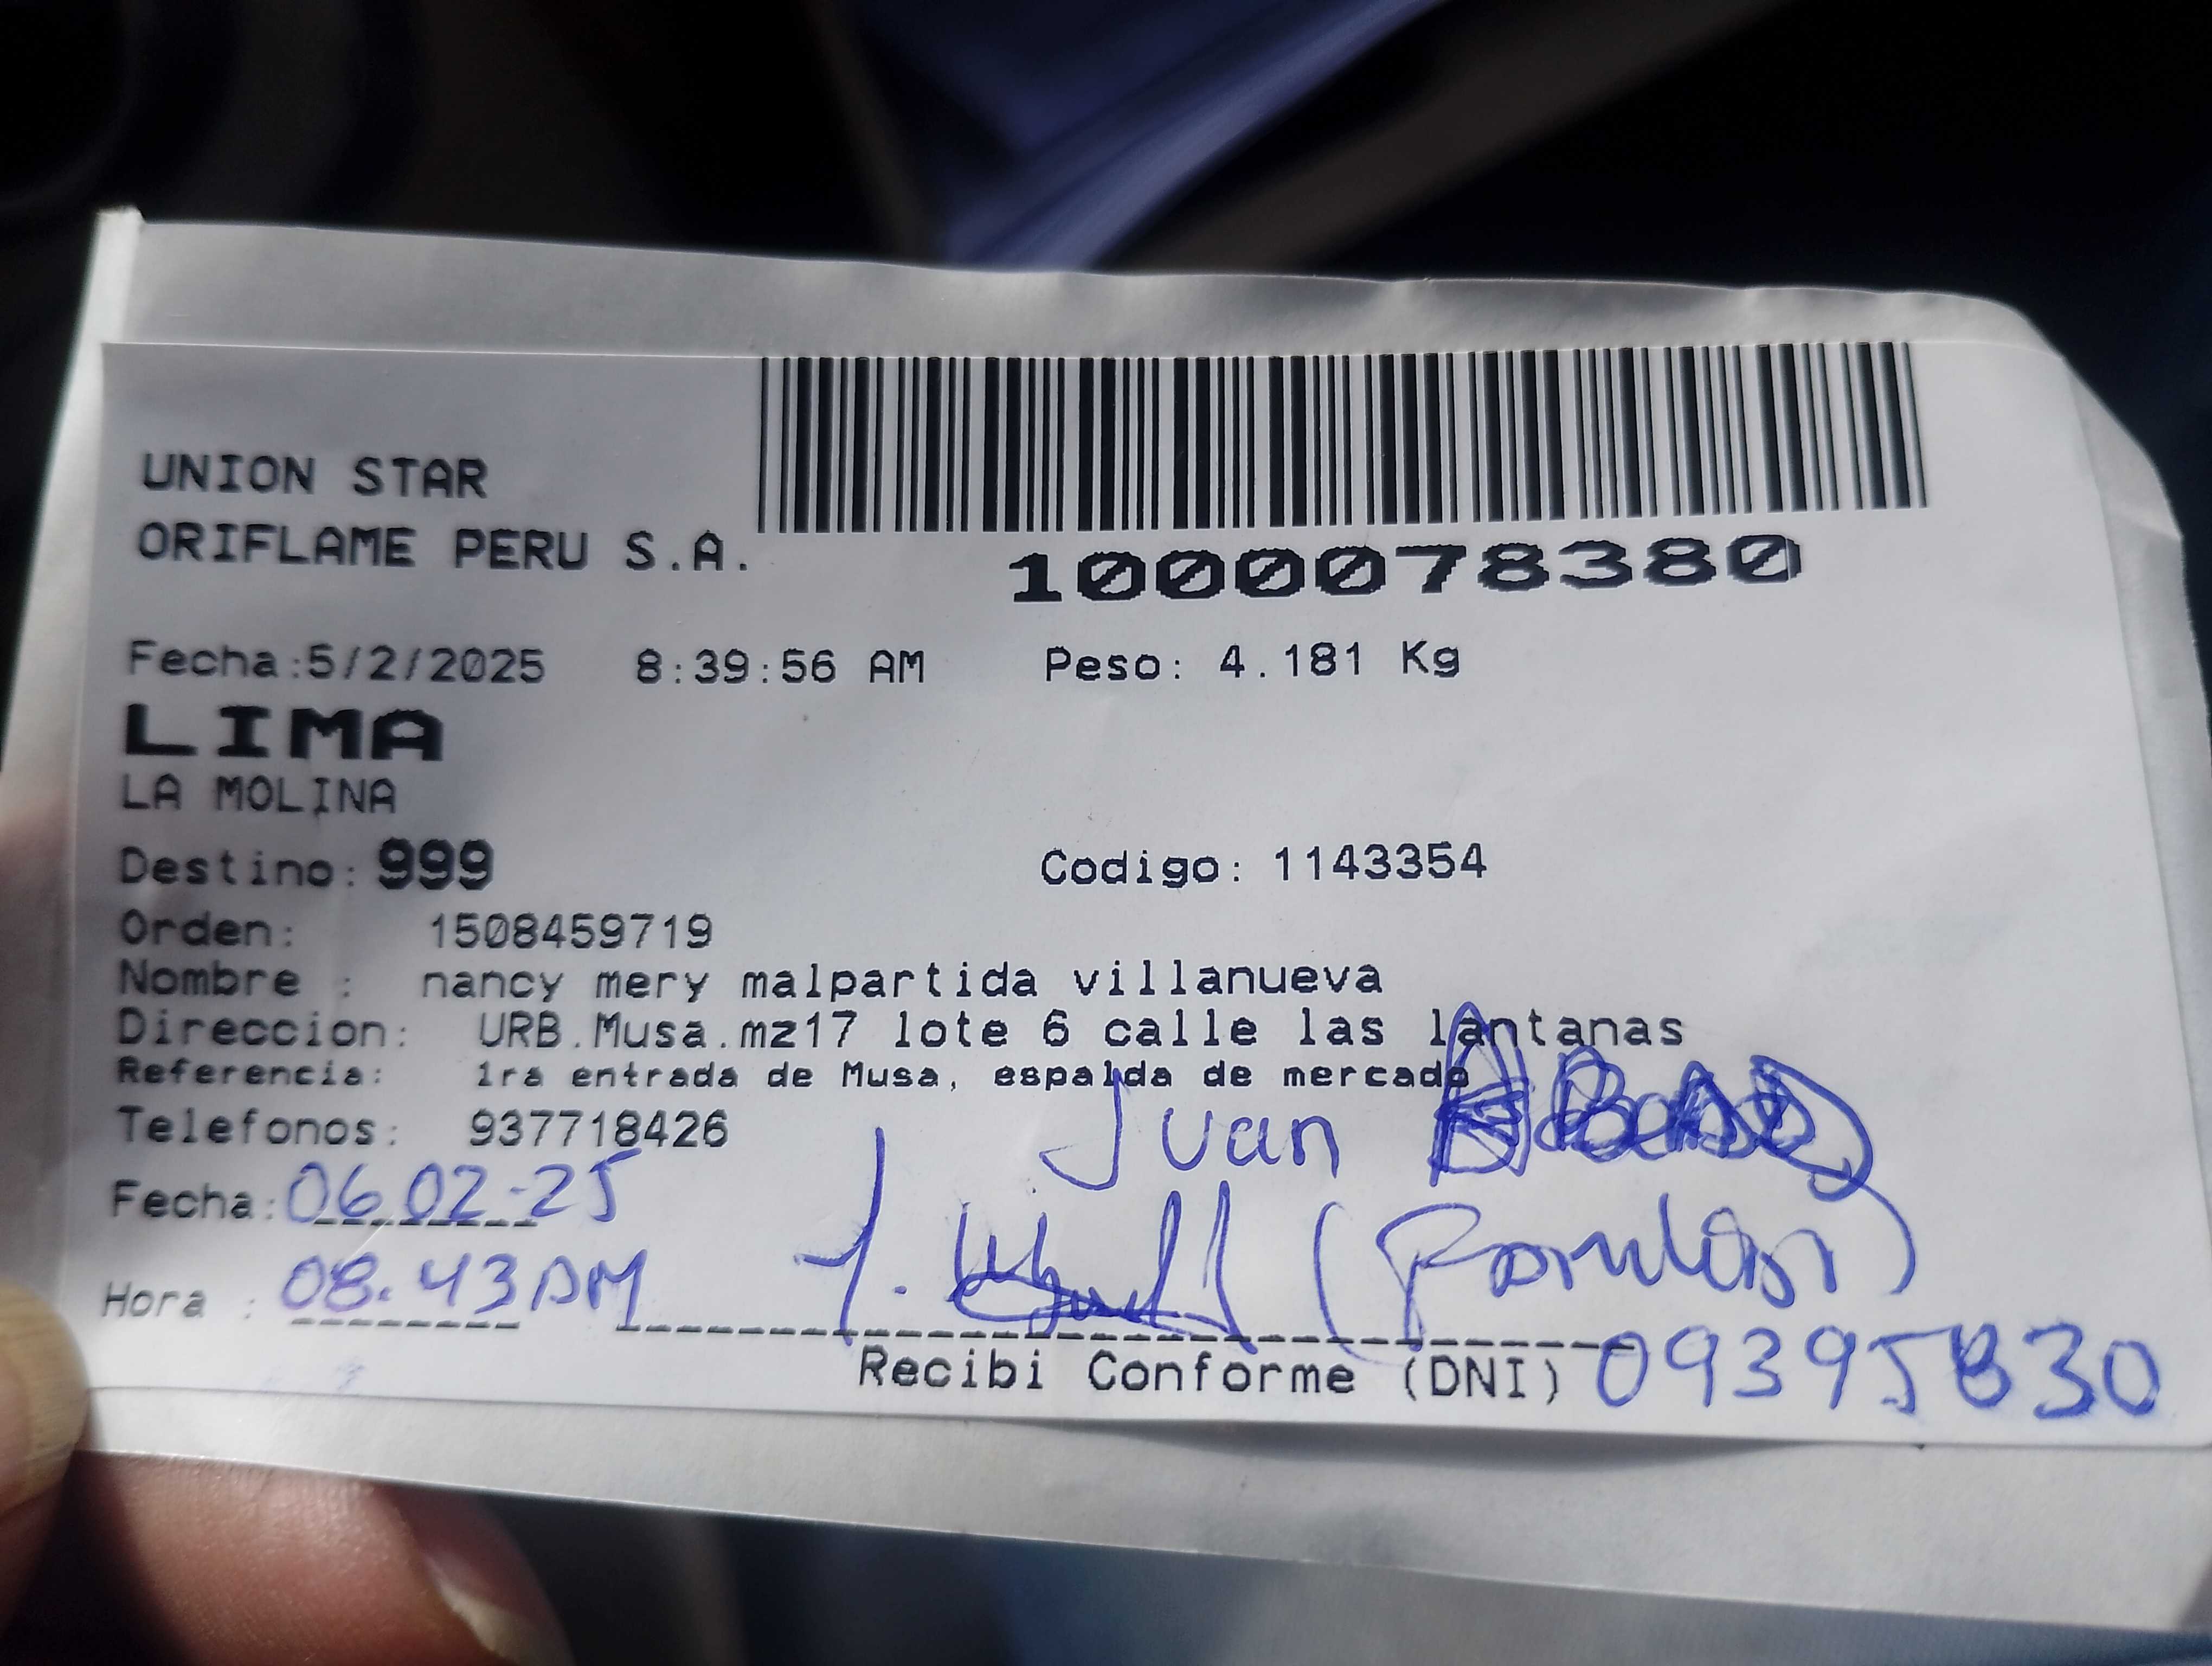 UNION STAR
ORIFLAME PERU S.A.
1000078380
Fecha:5/2/2025 8:39:56 AM Peso: 4.181 Kg
LIMA
LA MOLINA
Destino: 999 Codigo: 1143354
Orden: 1508459719
Nombre : nancy mery malpartida villanueva
Direccion: URB.Musa.mz17 lote 6 calle las lantanas
Referencia: 1ra entrada de Musa, espalda de mercado
Telefonos: 937718426
Juan
Fecha: 06.02-25
(Familiar)
Hora : 08.43 AM
Recibi Conforme (DNI) 09395830